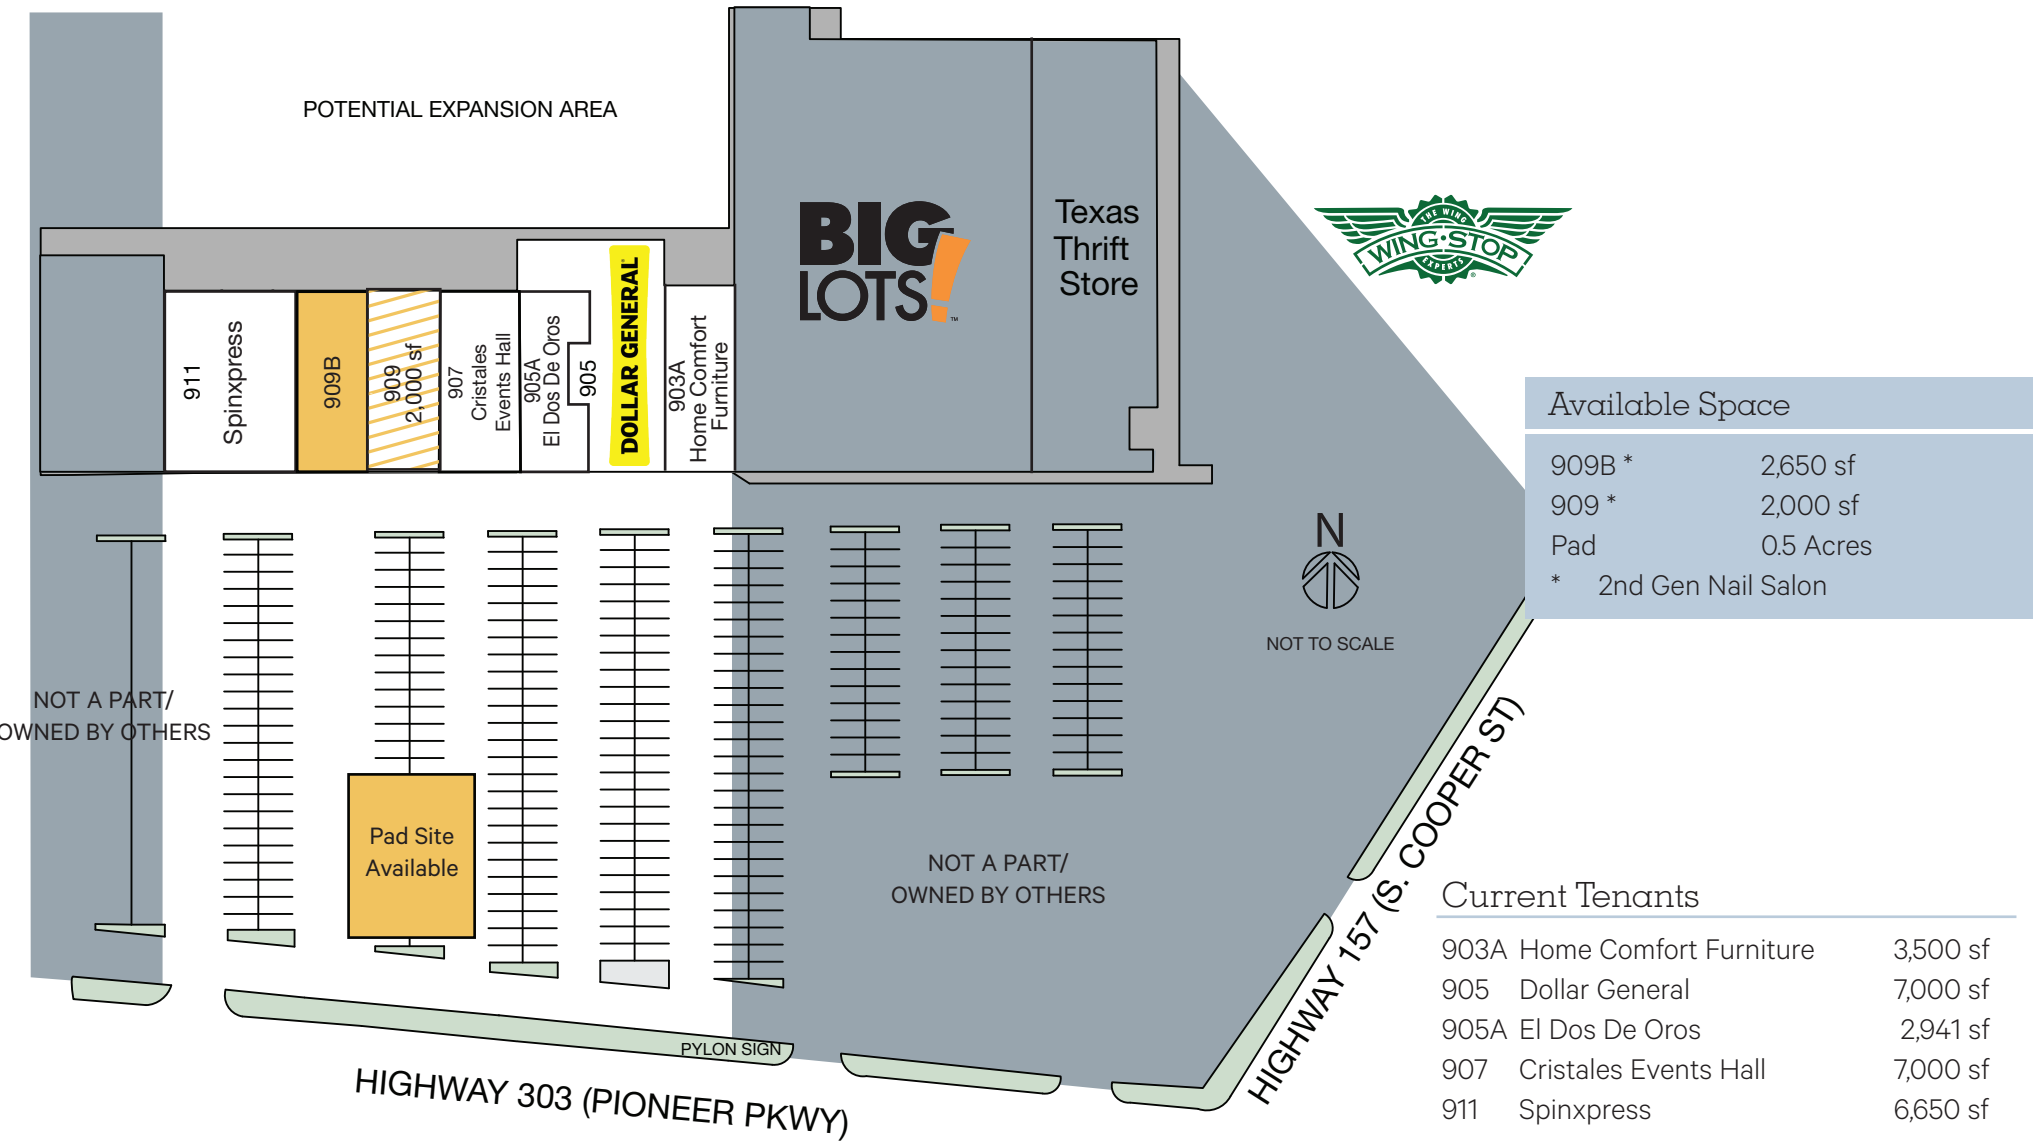 POTENTIAL EXPANSION AREA
BIG
LOTS!
™
Texas
Thrift
Store
THE WING
WING•STOP
EXPERTS
®
911
Spinxpress
909B
909
2,000 sf
907
Cristales
Events Hall
905A
El Dos De Oros
905
DOLLAR GENERAL
903A
Home Comfort
Furniture
Available Space
909B * 2,650 sf
909 * 2,000 sf
Pad 0.5 Acres
* 2nd Gen Nail Salon
N
NOT TO SCALE
NOT A PART/
OWNED BY OTHERS
Pad Site
Available
NOT A PART/
OWNED BY OTHERS
HIGHWAY 157 (S. COOPER ST)
PYLON SIGN
HIGHWAY 303 (PIONEER PKWY)
Current Tenants
903A Home Comfort Furniture 3,500 sf
905 Dollar General 7,000 sf
905A El Dos De Oros 2,941 sf
907 Cristales Events Hall 7,000 sf
911 Spinxpress 6,650 sf